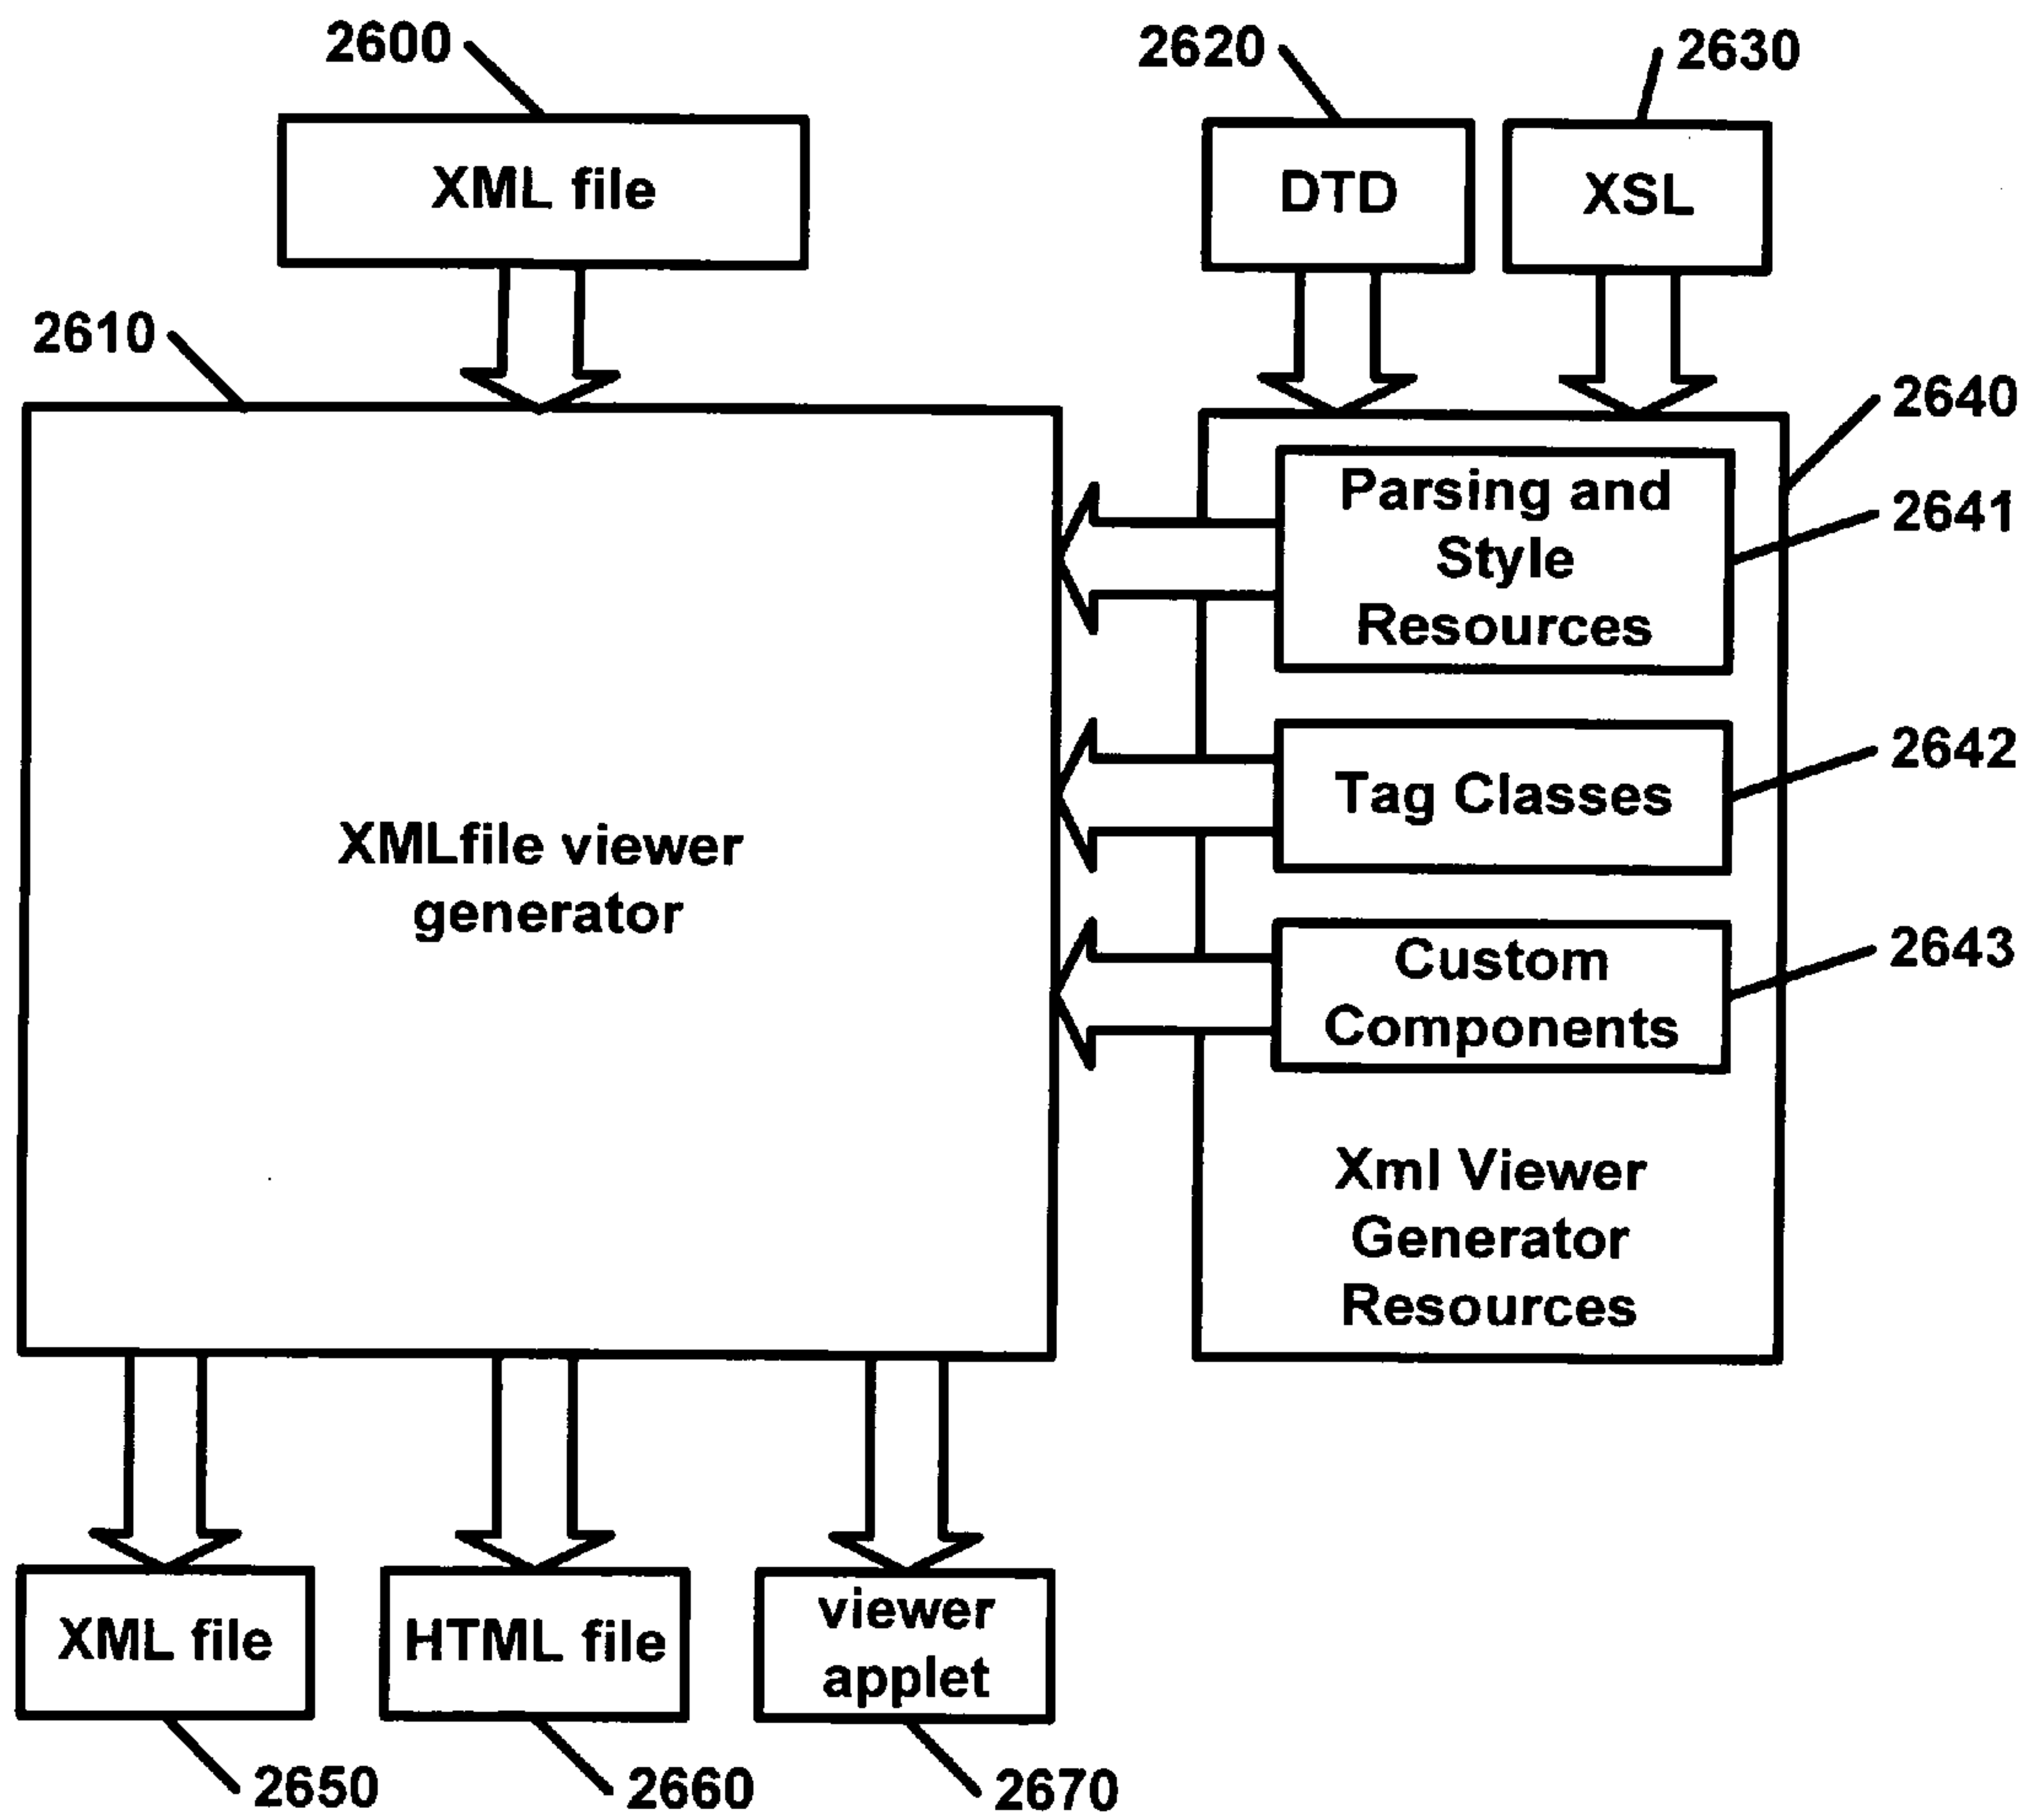 2600
2620
2630
XML file
DTD
XSL
2610
2640
Parsing and
Style
Resources
2641
XMLfile viewer
generator
Tag Classes
2642
Custom
Components
2643
Xml Viewer
Generator
Resources
XML file
HTML file
viewer
applet
2650
2660
2670